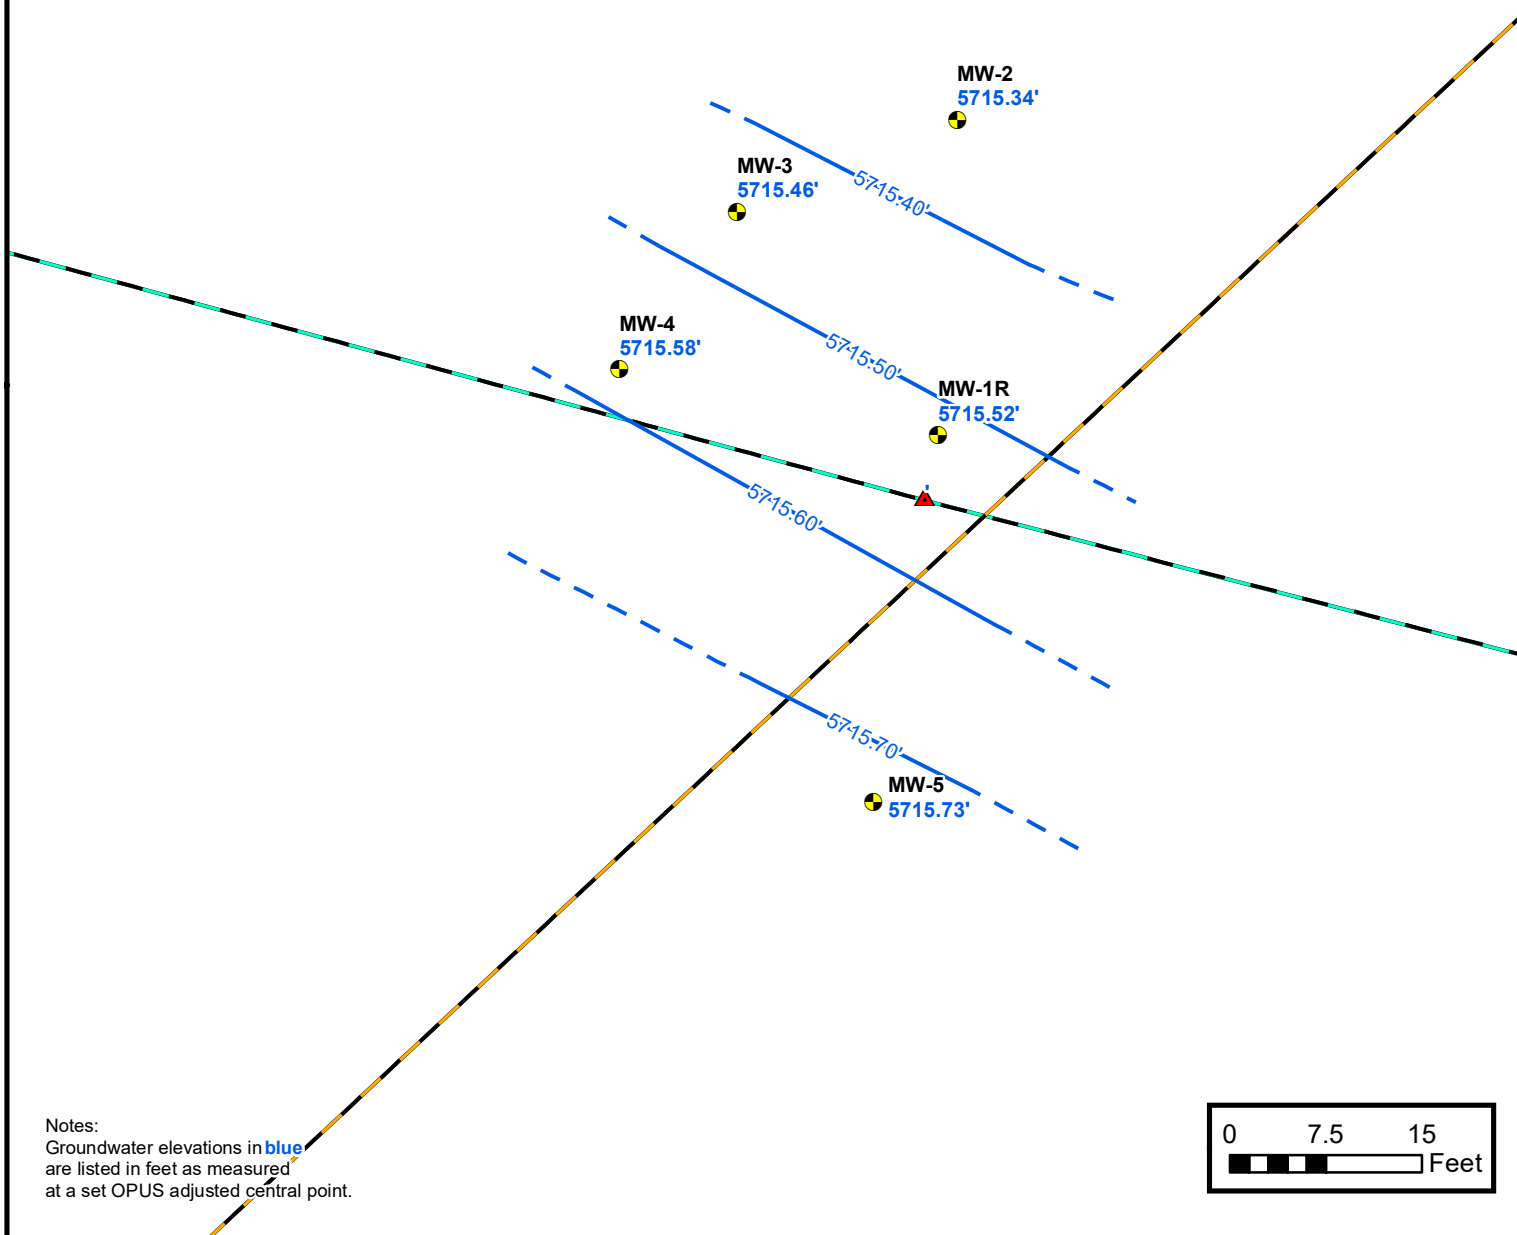 MW-2
5715.34'
MW-3
5715.46'
5715.40'
MW-4
5715.58'
5715.50'
MW-1R
5715.52'
'
5715.60'
5715.70'
MW-5
5715.73'
Notes:
Groundwater elevations in blue
are listed in feet as measured
at a set OPUS adjusted central point.
0 7.5 15
Feet